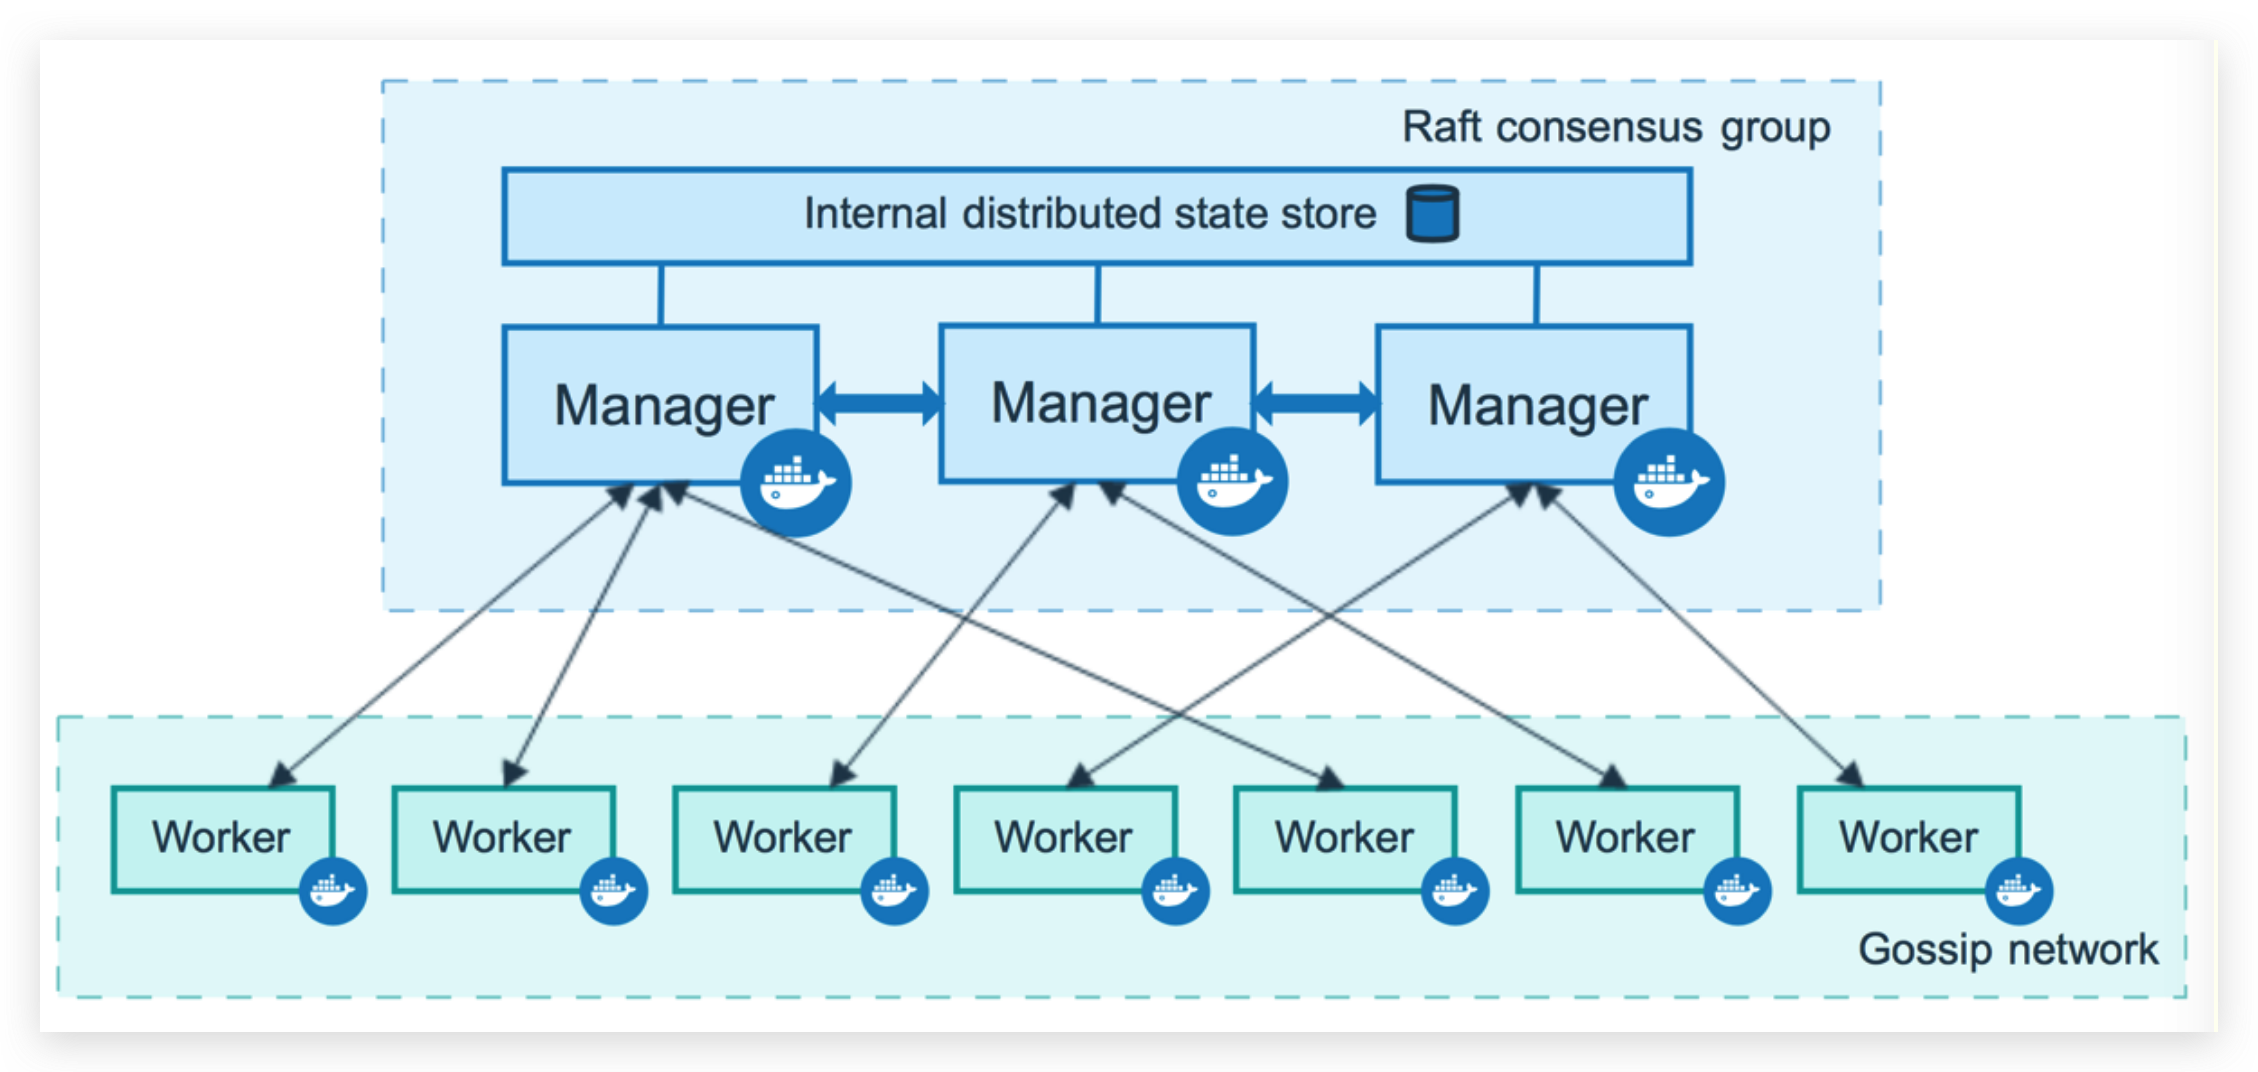 Raft consensus group
Internal distributed state store
Manager Manager Manager
Worker Worker Worker Worker Worker Worker Worker
Gossip network